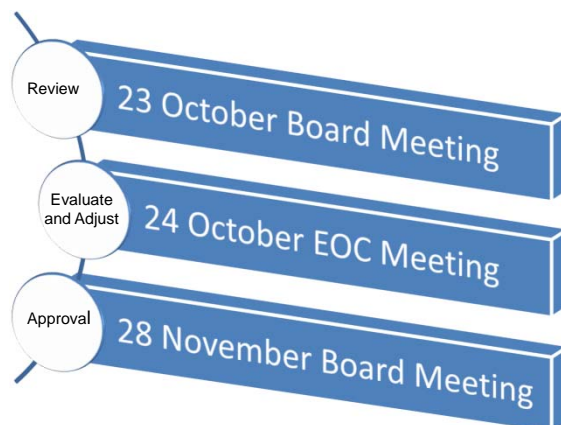 Review
23 October Board Meeting
Evaluate
and Adjust
24 October EOC Meeting
Approval
28 November Board Meeting